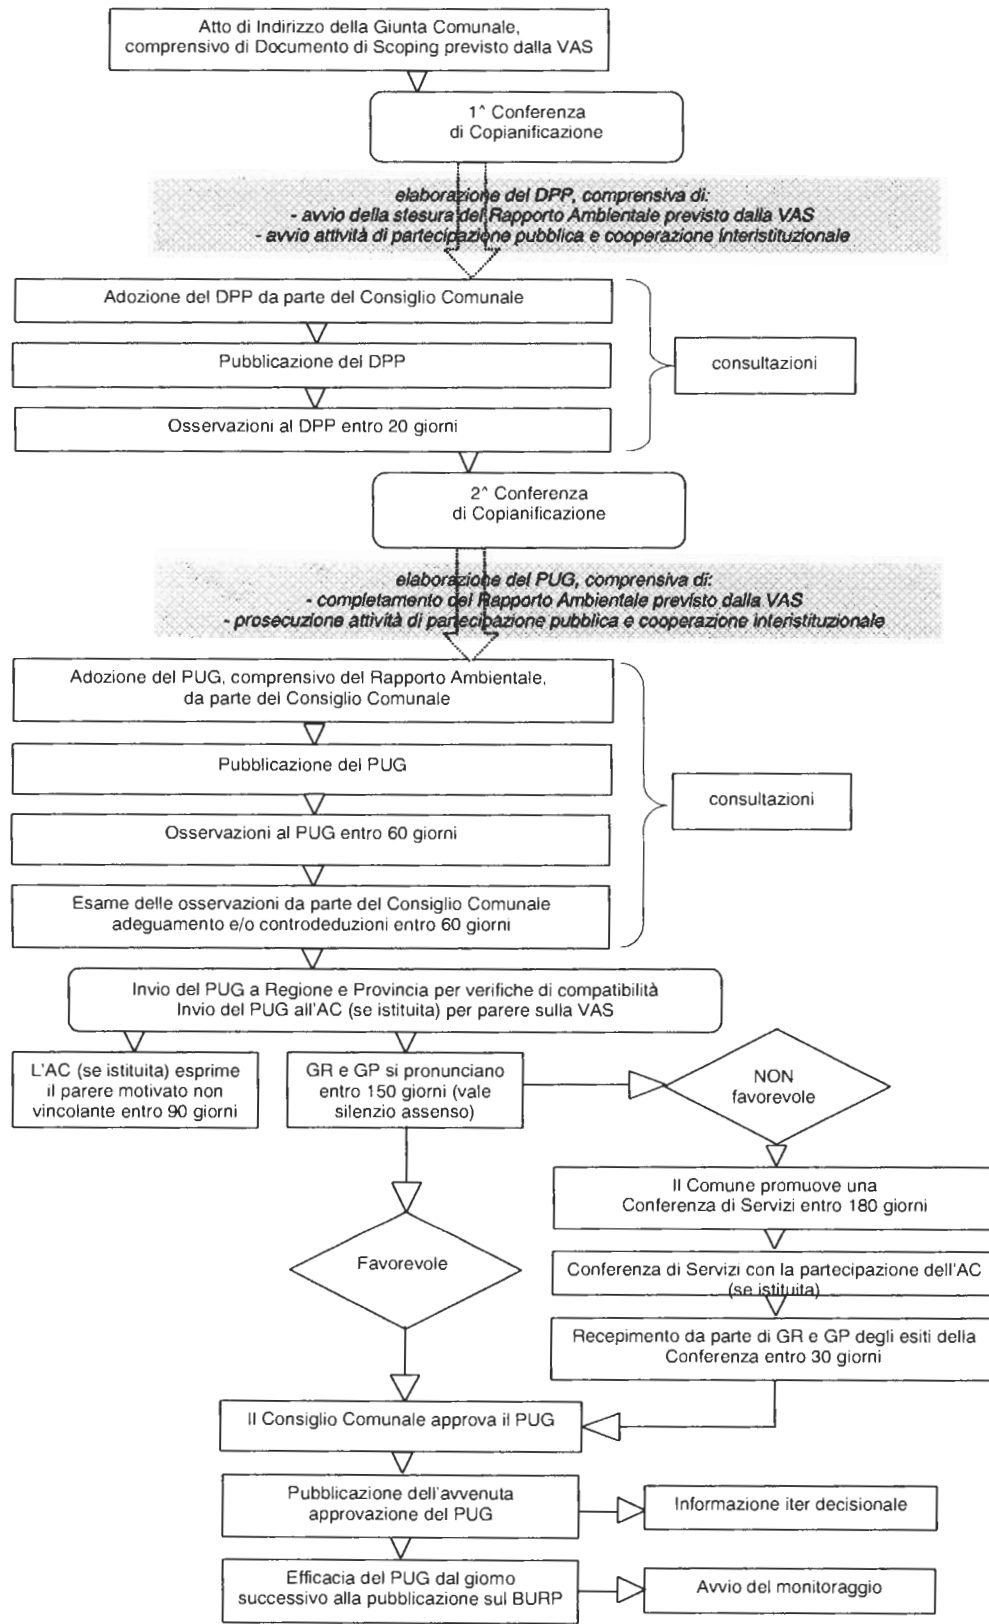 Atto di Indirizzo della Giunta Comunale,
comprensivo di Documento di Scoping previsto dalla VAS
1^ Conferenza
di Copianificazione
elaborazione del DPP, comprensiva di:
- avvio della stesura del Rapporto Ambientale previsto dalla VAS
- avvio attività di partecipazione pubblica e cooperazione interistituzionale
Adozione del DPP da parte del Consiglio Comunale
Pubblicazione del DPP
consultazioni
Osservazioni al DPP entro 20 giorni
2^ Conferenza
di Copianificazione
elaborazione del PUG, comprensiva di:
- completamento del Rapporto Ambientale previsto dalla VAS
- prosecuzione attività di partecipazione pubblica e cooperazione interistituzionale
Adozione del PUG, comprensivo del Rapporto Ambientale,
da parte del Consiglio Comunale
Pubblicazione del PUG
consultazioni
Osservazioni al PUG entro 60 giorni
Esame delle osservazioni da parte del Consiglio Comunale
adeguamento e/o controdeduzioni entro 60 giorni
Invio del PUG a Regione e Provincia per verifiche di compatibilità
Invio del PUG all'AC (se istituita) per parere sulla VAS
L'AC (se istituita) esprime
il parere motivato non
vincolante entro 90 giorni
GR e GP si pronunciano
entro 150 giorni (vale
silenzio assenso)
NON
favorevole
Il Comune promuove una
Conferenza di Servizi entro 180 giorni
Favorevole
Conferenza di Servizi con la partecipazione dell'AC
(se istituita)
Recepimento da parte di GR e GP degli esiti della
Conferenza entro 30 giorni
Il Consiglio Comunale approva il PUG
Pubblicazione dell'avvenuta
approvazione del PUG
Informazione iter decisionale
Efficacia del PUG dal giorno
successivo alla pubblicazione sul BURP
Avvio del monitoraggio